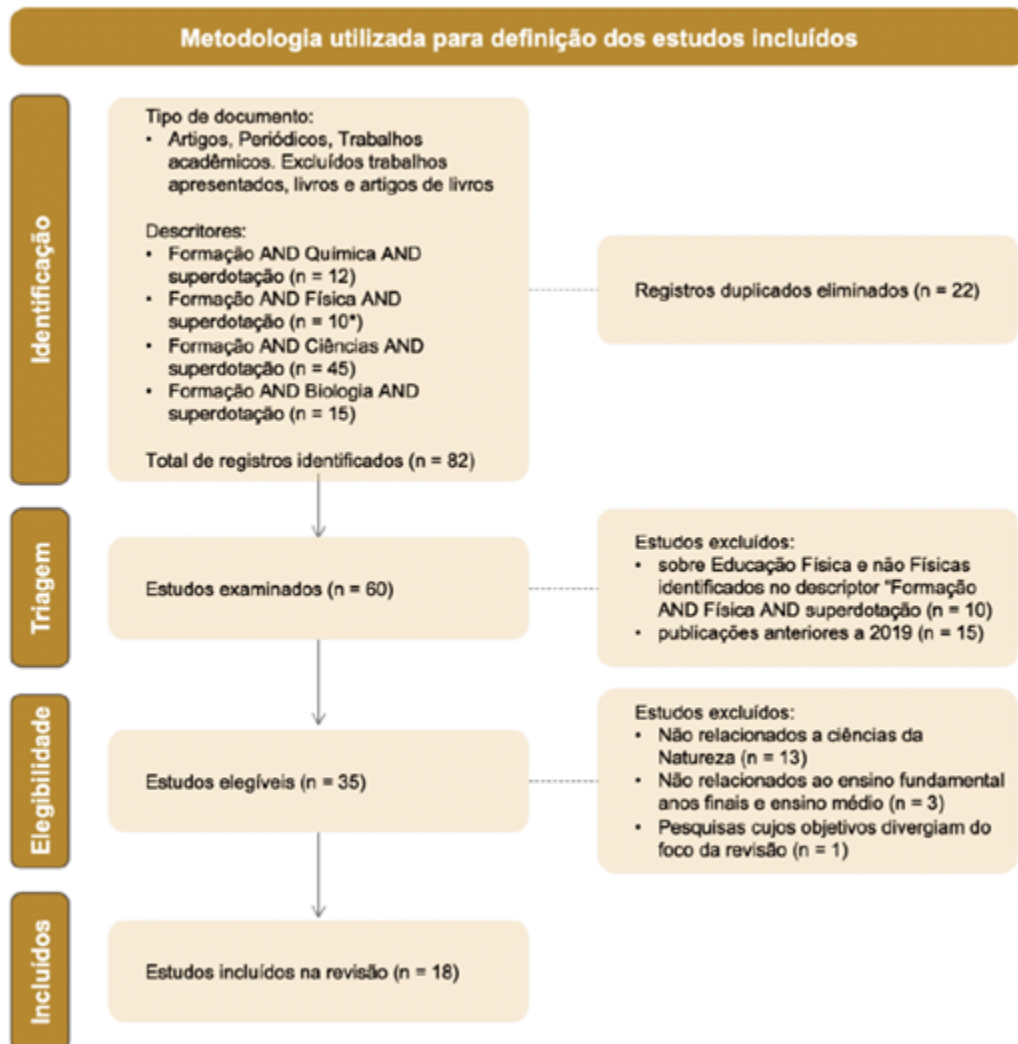 Metodologia utilizada para definição dos estudos incluídos
Identificação
Tipo de documento:
• Artigos, Periódicos, Trabalhos
acadêmicos. Excluídos trabalhos
apresentados, livros e artigos de livros
Descritores:
• Formação AND Química AND
superdotação (n = 12)
• Formação AND Física AND
superdotação (n = 10*)
• Formação AND Ciências AND
superdotação (n = 45)
• Formação AND Biologia AND
superdotação (n = 15)
Total de registros identificados (n = 82)
Registros duplicados eliminados (n = 22)
Triagem
Estudos examinados (n = 60)
Estudos excluídos:
• sobre Educação Física e não Físicas
identificados no descriptor "Formação
AND Física AND superdotação (n = 10)
• publicações anteriores a 2019 (n = 15)
Elegibilidade
Estudos elegíveis (n = 35)
Estudos excluídos:
• Não relacionados a ciências da
Natureza (n = 13)
• Não relacionados ao ensino fundamental
anos finais e ensino médio (n = 3)
• Pesquisas cujos objetivos divergiam do
foco da revisão (n = 1)
Incluídos
Estudos incluídos na revisão (n = 18)